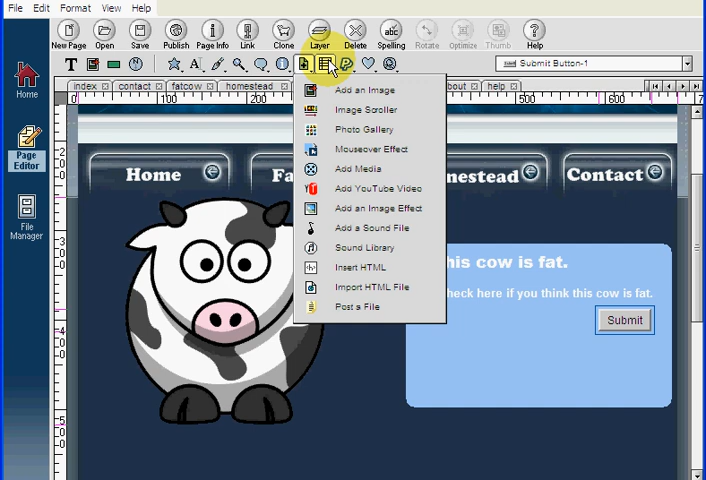 File Edit Format View Help
New Page Open Save Publish Page Info Link Clone Layer Delete Spelling Rotate Optimize Thumb Help
Submit Button-1
index contact fatcow homestead bout help
0 100 200 500 600
Home
Page Editor
File Manager
Home Fa nestead Contact
Add an Image
Image Scroller
Photo Gallery
Mouseover Effect
Add Media
Add YouTube Video
Add an Image Effect
Add a Sound File
Sound Library
Insert HTML
Import HTML File
Post a File
his cow is fat.
heck here if you think this cow is fat.
Submit